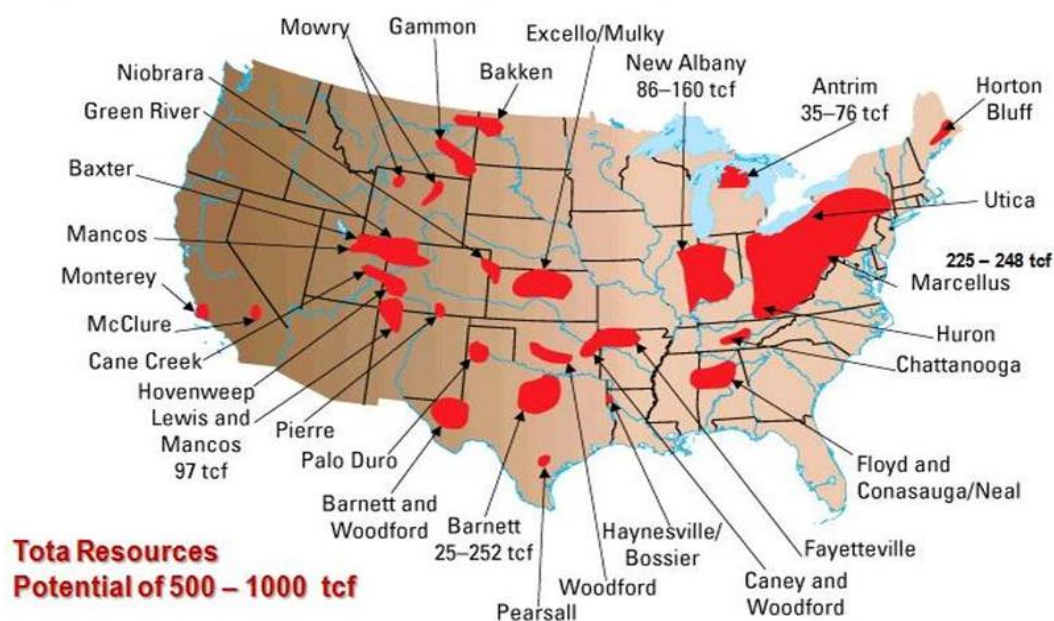 Mowry
Gammon
Excello/Mulky
Niobrara
Bakken
New Albany
86–160 tcf
Antrim
35–76 tcf
Horton
Bluff
Green River
Baxter
Utica
Mancos
225 – 248 tcf
Monterey
Marcellus
McClure
Huron
Cane Creek
Chattanooga
Hovenweep
Lewis and
Mancos
97 tcf
Pierre
Palo Duro
Floyd and
Conasauga/Neal
Barnett and
Woodford
Barnett
25–252 tcf
Haynesville/
Bossier
Fayetteville
Woodford
Caney and
Woodford
Pearsall
Tota Resources
Potential of 500 – 1000 tcf